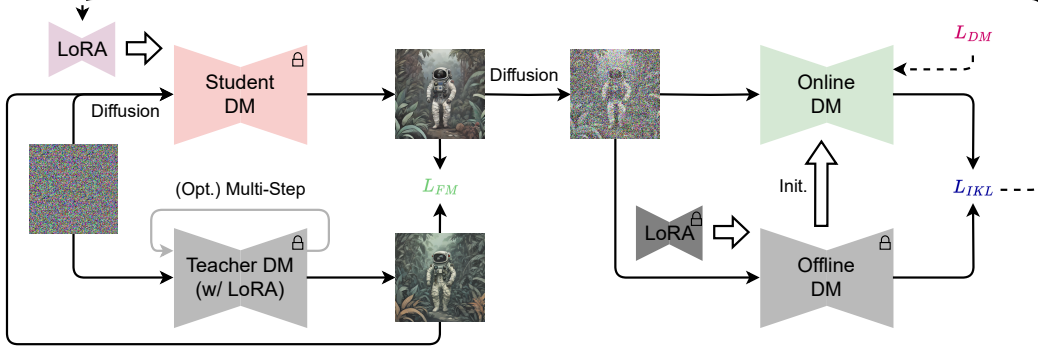 LoRA
Student
DM
Diffusion
Diffusion
Online
DM
L_DM
(Opt.) Multi-Step
L_FM
Init.
L_IKL
LoRA
Teacher DM
(w/ LoRA)
Offline
DM